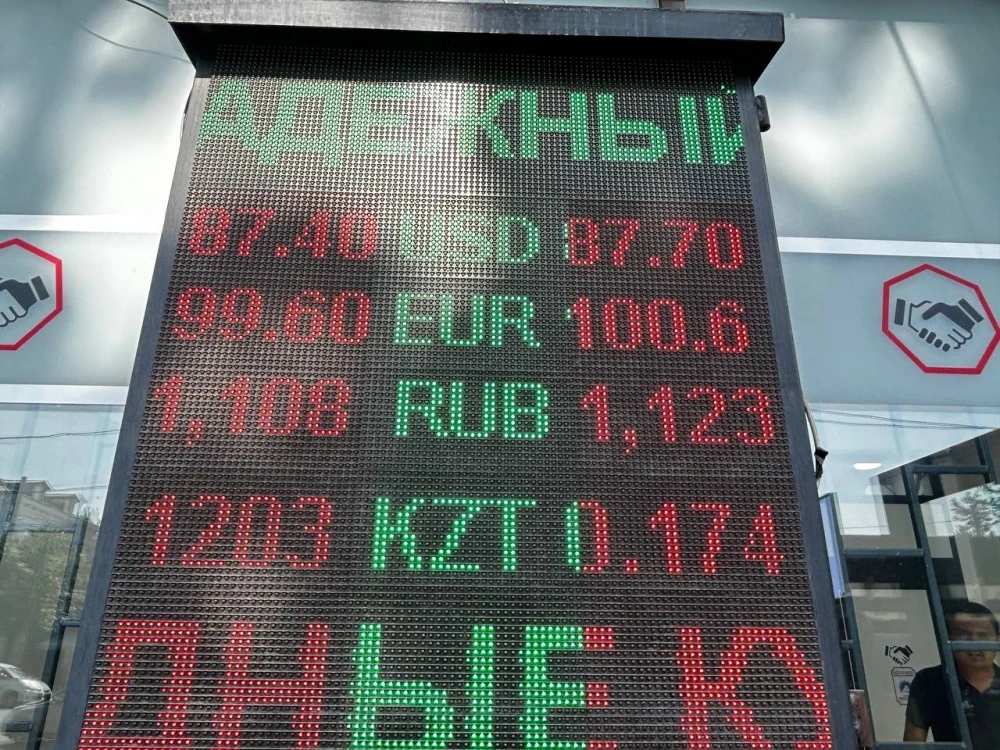 АДЕЖНЫЙ
87.40 USD 87.70
99.60 EUR 100.6
1,108 RUB 1,123
1203 KZT 0.174
ДНЫЕ К